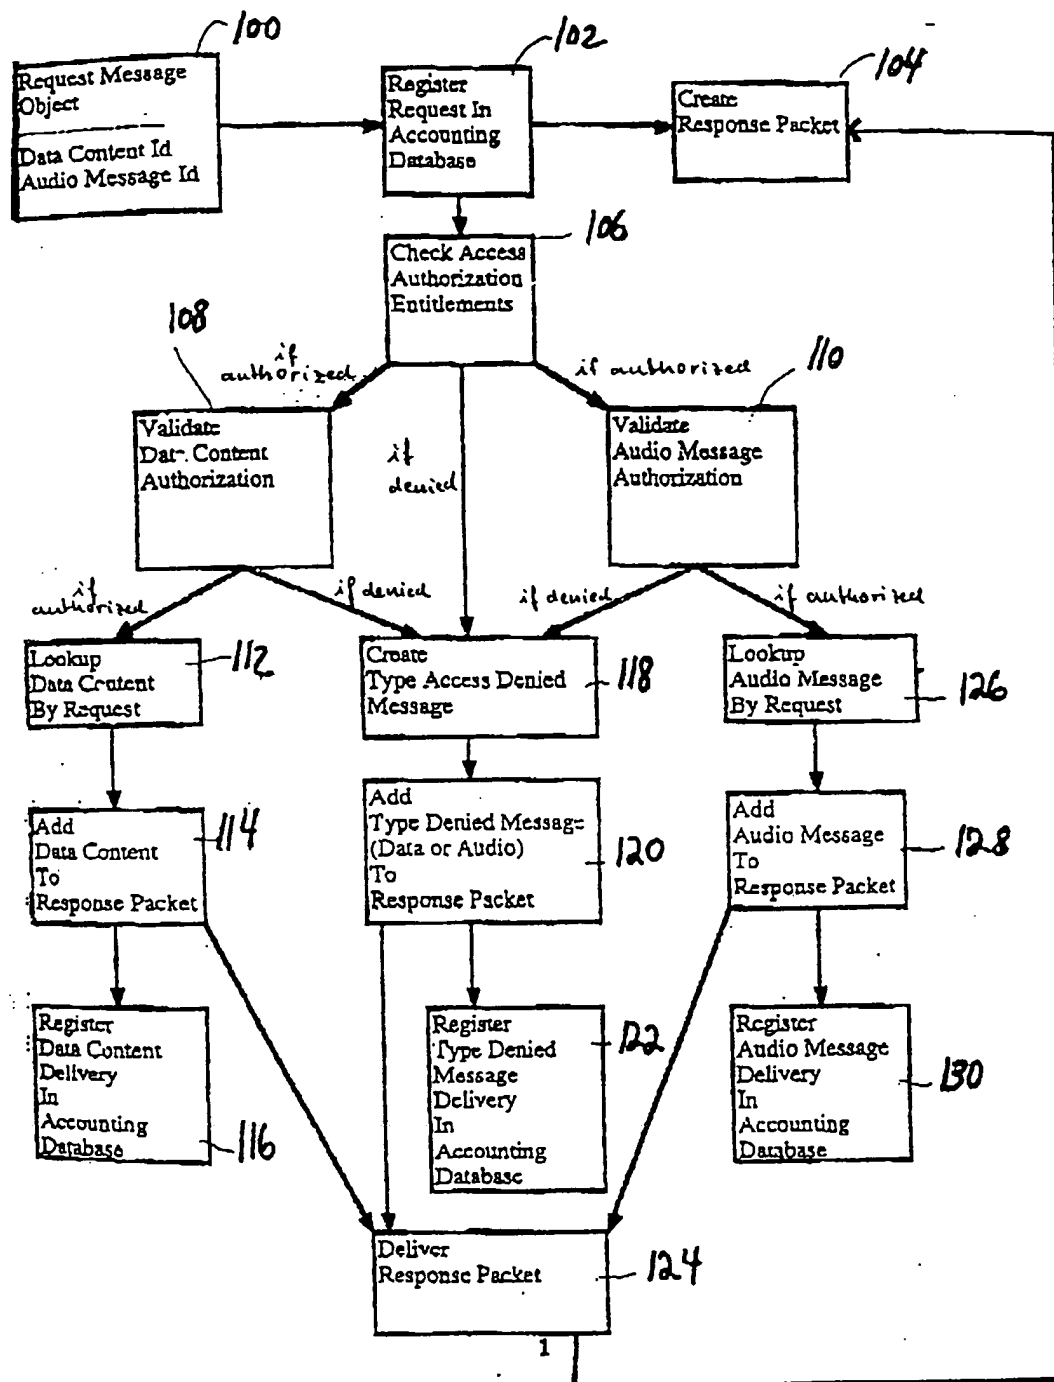 100
102
104
Request Message
Object
Data Content Id
Audio Message Id
Register
Request In
Accounting
Database
Create
Response Packet
106
Check Access
Authorization
Entitlements
108
110
if
authorized
if authorized
if
denied
Validate
Data Content
Authorization
Validate
Audio Message
Authorization
if
authorized
if denied
if denied
if authorized
Lookup
Data Content
By Request
112
Create
Type Access Denied
Message
118
Lookup
Audio Message
By Request
126
Add
Data Content
To
Response Packet
114
Add
Type Denied Message
(Data or Audio)
To
Response Packet
120
Add
Audio Message
To
Response Packet
128
Register
Data Content
Delivery
In
Accounting
Database
116
Register
Type Denied
Message
Delivery
In
Accounting
Database
122
Register
Audio Message
Delivery
In
Accounting
Database
130
Deliver
Response Packet
124
1